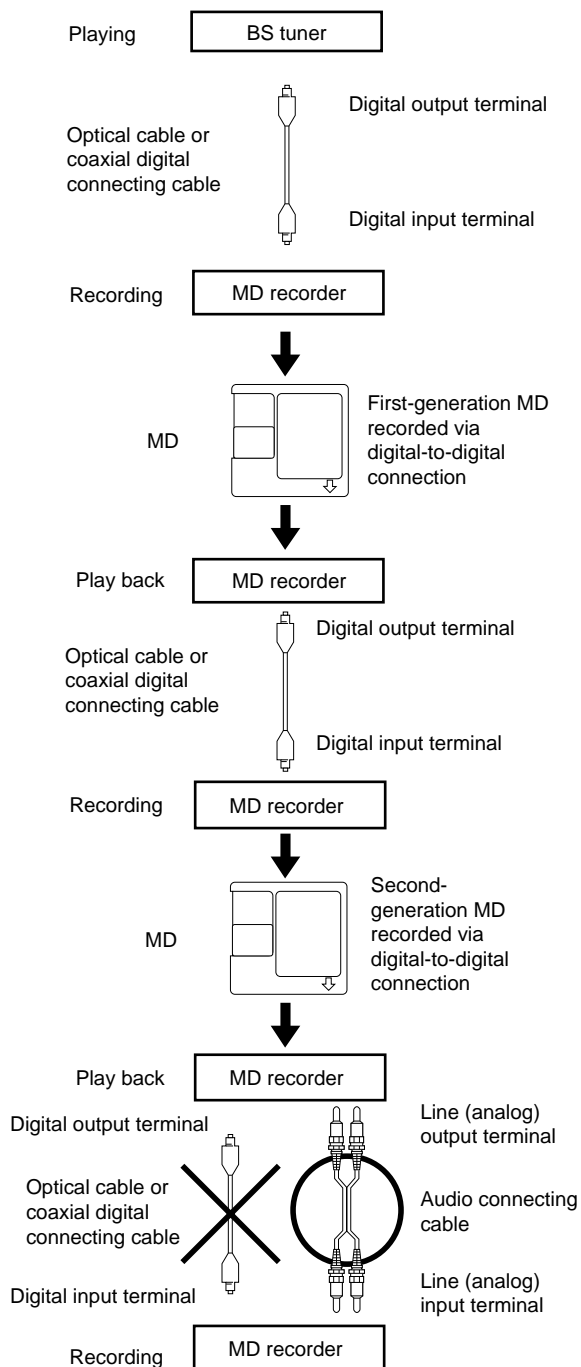 Playing
BS tuner
Digital output terminal
Optical cable or
coaxial digital
connecting cable
Digital input terminal
Recording
MD recorder
MD
First-generation MD
recorded via
digital-to-digital
connection
Play back
MD recorder
Digital output terminal
Optical cable or
coaxial digital
connecting cable
Digital input terminal
Recording
MD recorder
MD
Second-
generation MD
recorded via
digital-to-digital
connection
Play back
MD recorder
Digital output terminal
Line (analog)
output terminal
Optical cable or
coaxial digital
connecting cable
Audio connecting
cable
Digital input terminal
Line (analog)
input terminal
Recording
MD recorder